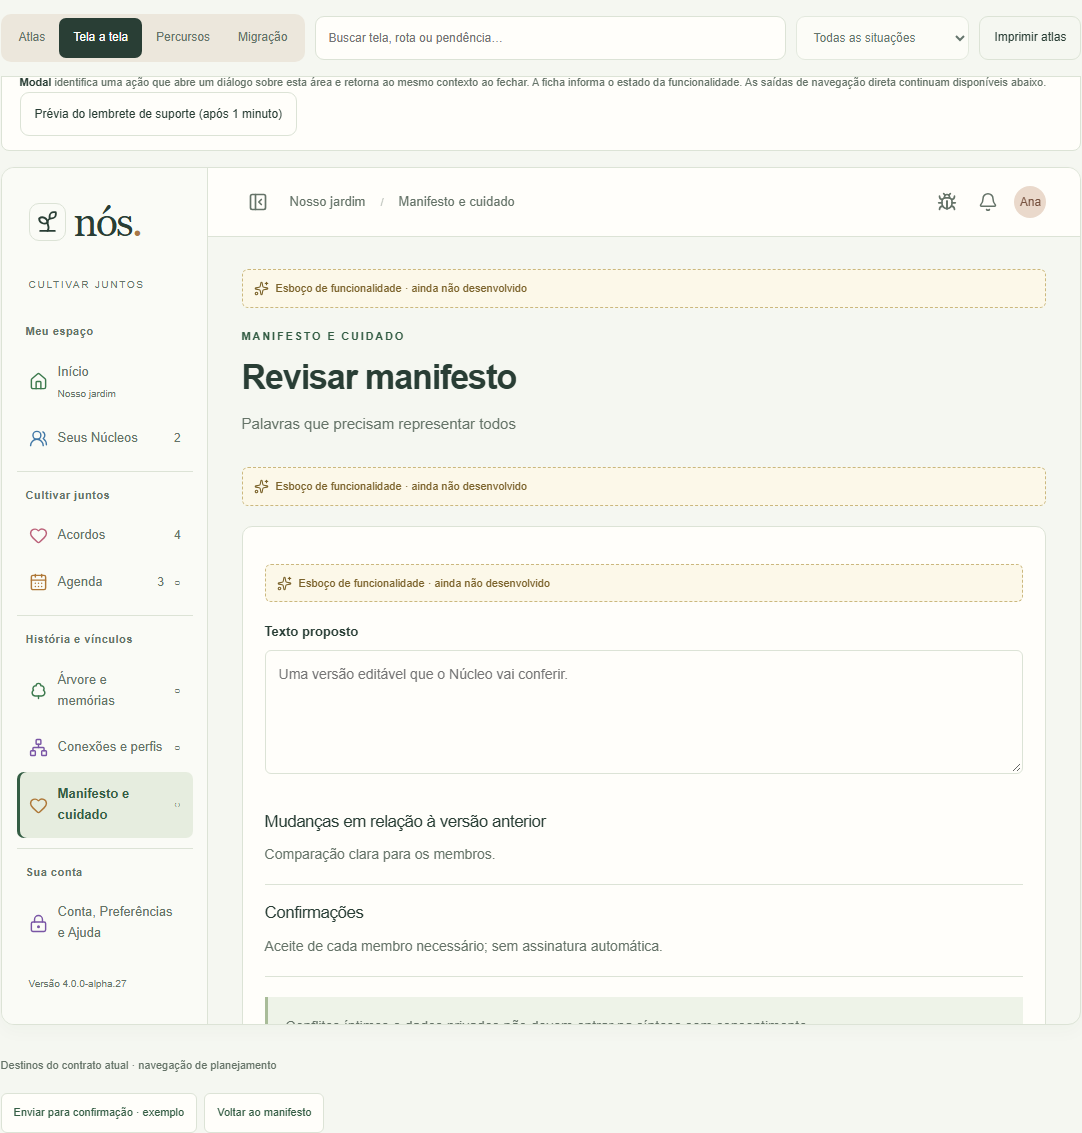 Atlas
Tela a tela
Percursos
Migração
Buscar tela, rota ou pendência…
Todas as situações
Imprimir atlas
Modal identifica uma ação que abre um diálogo sobre esta área e retorna ao mesmo contexto ao fechar. A ficha informa o estado da funcionalidade. As saídas de navegação direta continuam disponíveis abaixo.
Prévia do lembrete de suporte (após 1 minuto)
nós.
CULTIVAR JUNTOS
Meu espaço
Início
Nosso jardim
Seus Núcleos 2
Cultivar juntos
Acordos 4
Agenda 3
História e vínculos
Árvore e
memórias
Conexões e perfis
Manifesto e
cuidado
Sua conta
Conta, Preferências
e Ajuda
Versão 4.0.0-alpha.27
Nosso jardim / Manifesto e cuidado
Ana
Esboço de funcionalidade · ainda não desenvolvido
MANIFESTO E CUIDADO
Revisar manifesto
Palavras que precisam representar todos
Esboço de funcionalidade · ainda não desenvolvido
Esboço de funcionalidade · ainda não desenvolvido
Texto proposto
Uma versão editável que o Núcleo vai conferir.
Mudanças em relação à versão anterior
Comparação clara para os membros.
Confirmações
Aceite de cada membro necessário; sem assinatura automática.
Destinos do contrato atual · navegação de planejamento
Enviar para confirmação · exemplo
Voltar ao manifesto